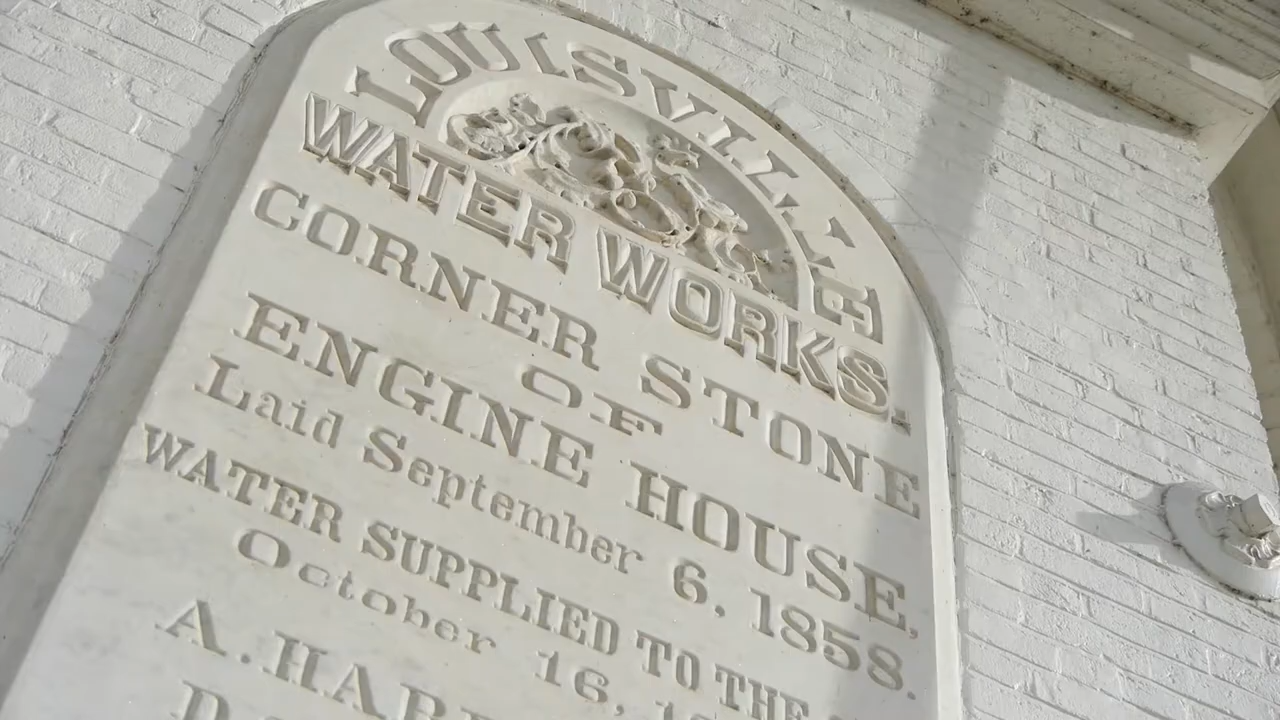 LOUISVILLE
WATER WORKS.
CORNER STONE
OF
ENGINE HOUSE,
Laid September 6, 1858.
WATER SUPPLIED TO THE
October 16,
A.